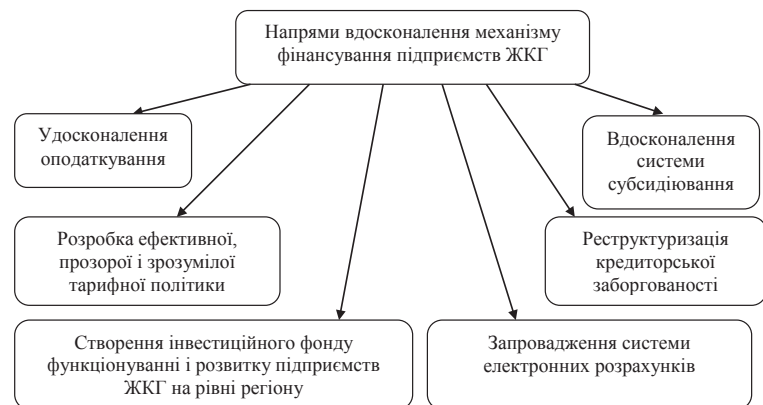 Напрями вдосконалення механізму
фінансування підприємств ЖКГ
Удосконалення
оподаткування
Вдосконалення
системи
субсидіювання
Розробка ефективної,
прозорої і зрозумілої
тарифної політики
Реструктуризація
кредиторської
заборгованості
Створення інвестиційного фонду
функціонуванні і розвитку підприємств
ЖКГ на рівні регіону
Запровадження системи
електронних розрахунків